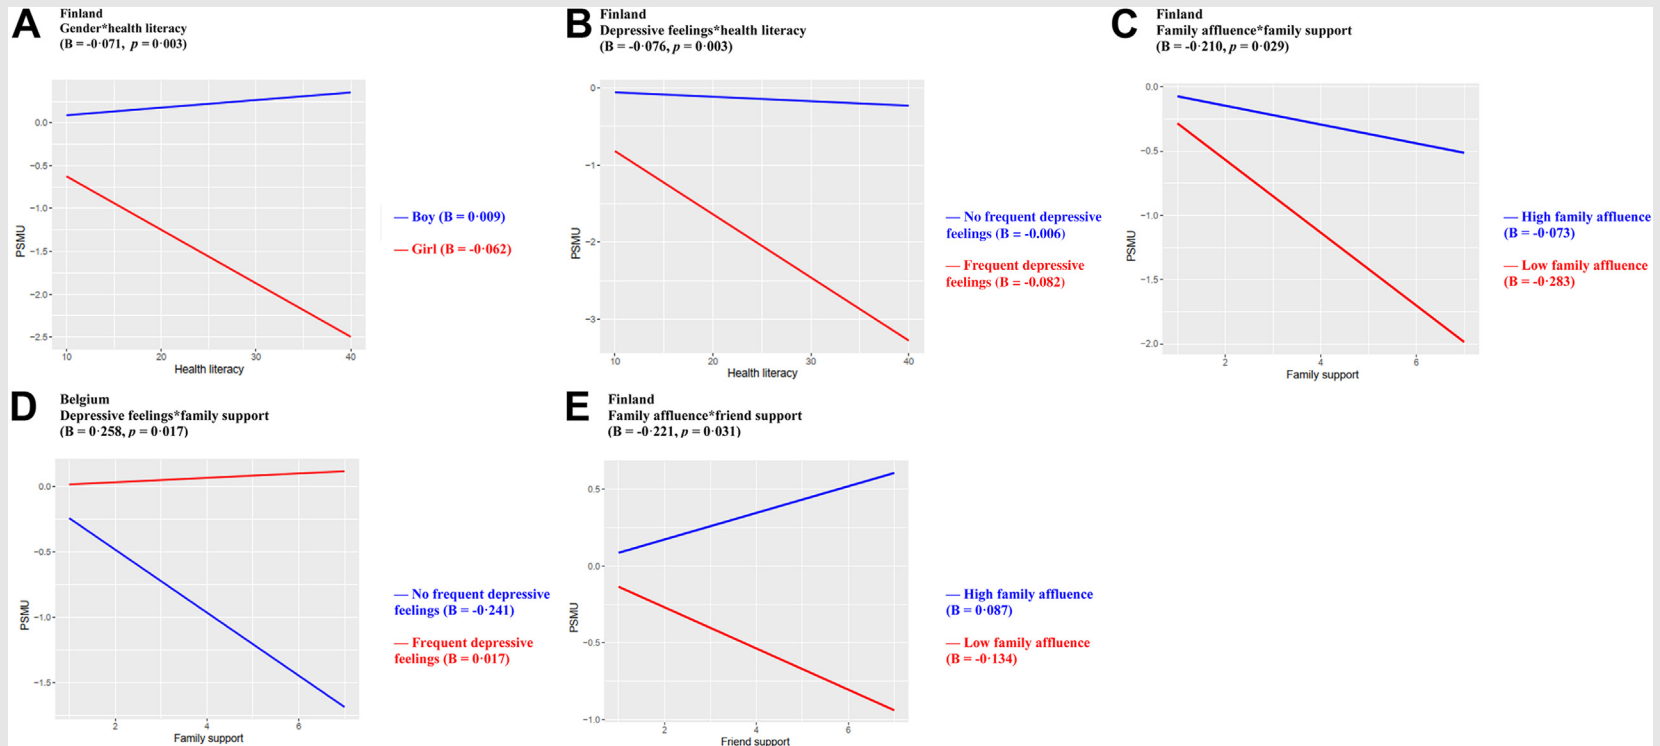 A
Finland
Gender*health literacy
(B = -0·071, p = 0·003)
0.0
−0.5
−1.0
−1.5
−2.0
−2.5
PSMU
10 20 30 40
Health literacy
— Boy (B = 0·009)
— Girl (B = -0·062)
B
Finland
Depressive feelings*health literacy
(B = -0·076, p = 0·003)
0
−1
−2
−3
PSMU
10 20 30 40
Health literacy
— No frequent depressive
feelings (B = -0.006)
— Frequent depressive
feelings (B = -0.082)
C
Finland
Family affluence*family support
(B = -0·210, p = 0·029)
0.0
−0.5
−1.0
−1.5
−2.0
PSMU
2 4 6
Family support
— High family affluence
(B = -0·073)
— Low family affluence
(B = -0·283)
D
Belgium
Depressive feelings*family support
(B = 0·258, p = 0·017)
0.0
−0.5
−1.0
−1.5
PSMU
2 4 6
Family support
— No frequent depressive
feelings (B = -0·241)
— Frequent depressive
feelings (B = 0·017)
E
Finland
Family affluence*friend support
(B = -0·221, p = 0·031)
0.5
0.0
−0.5
−1.0
PSMU
2 4 6
Friend support
— High family affluence
(B = 0·087)
— Low family affluence
(B = -0·134)